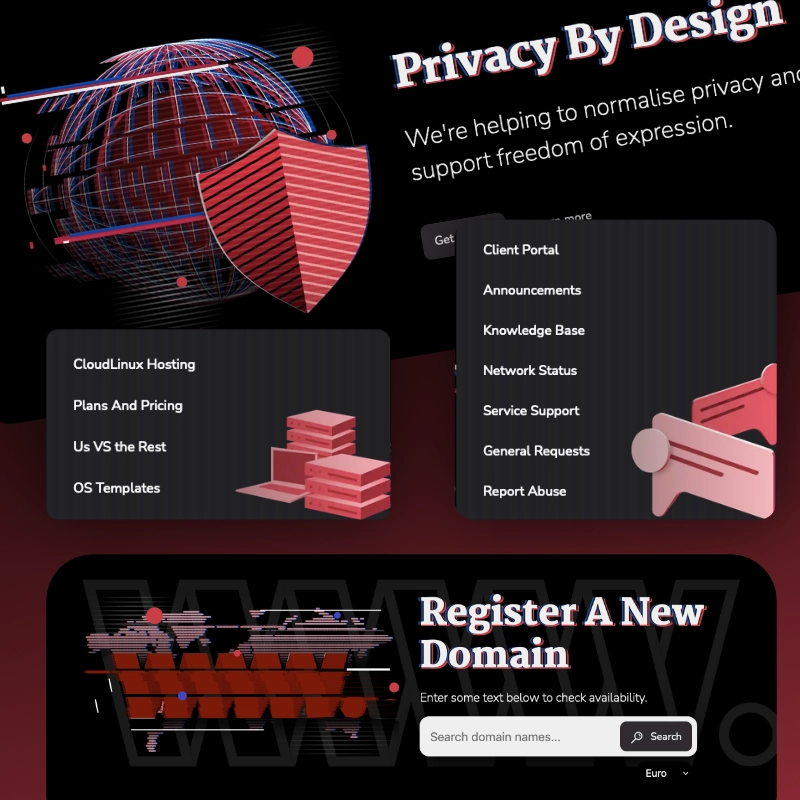 Privacy By Design
We're helping to normalise privacy and
support freedom of expression.
Get
more
Client Portal
Announcements
Knowledge Base
Network Status
Service Support
General Requests
Report Abuse
CloudLinux Hosting
Plans And Pricing
Us VS the Rest
OS Templates
WWW.
Register A New
Domain
Enter some text below to check availability.
Search domain names...
Search
Euro